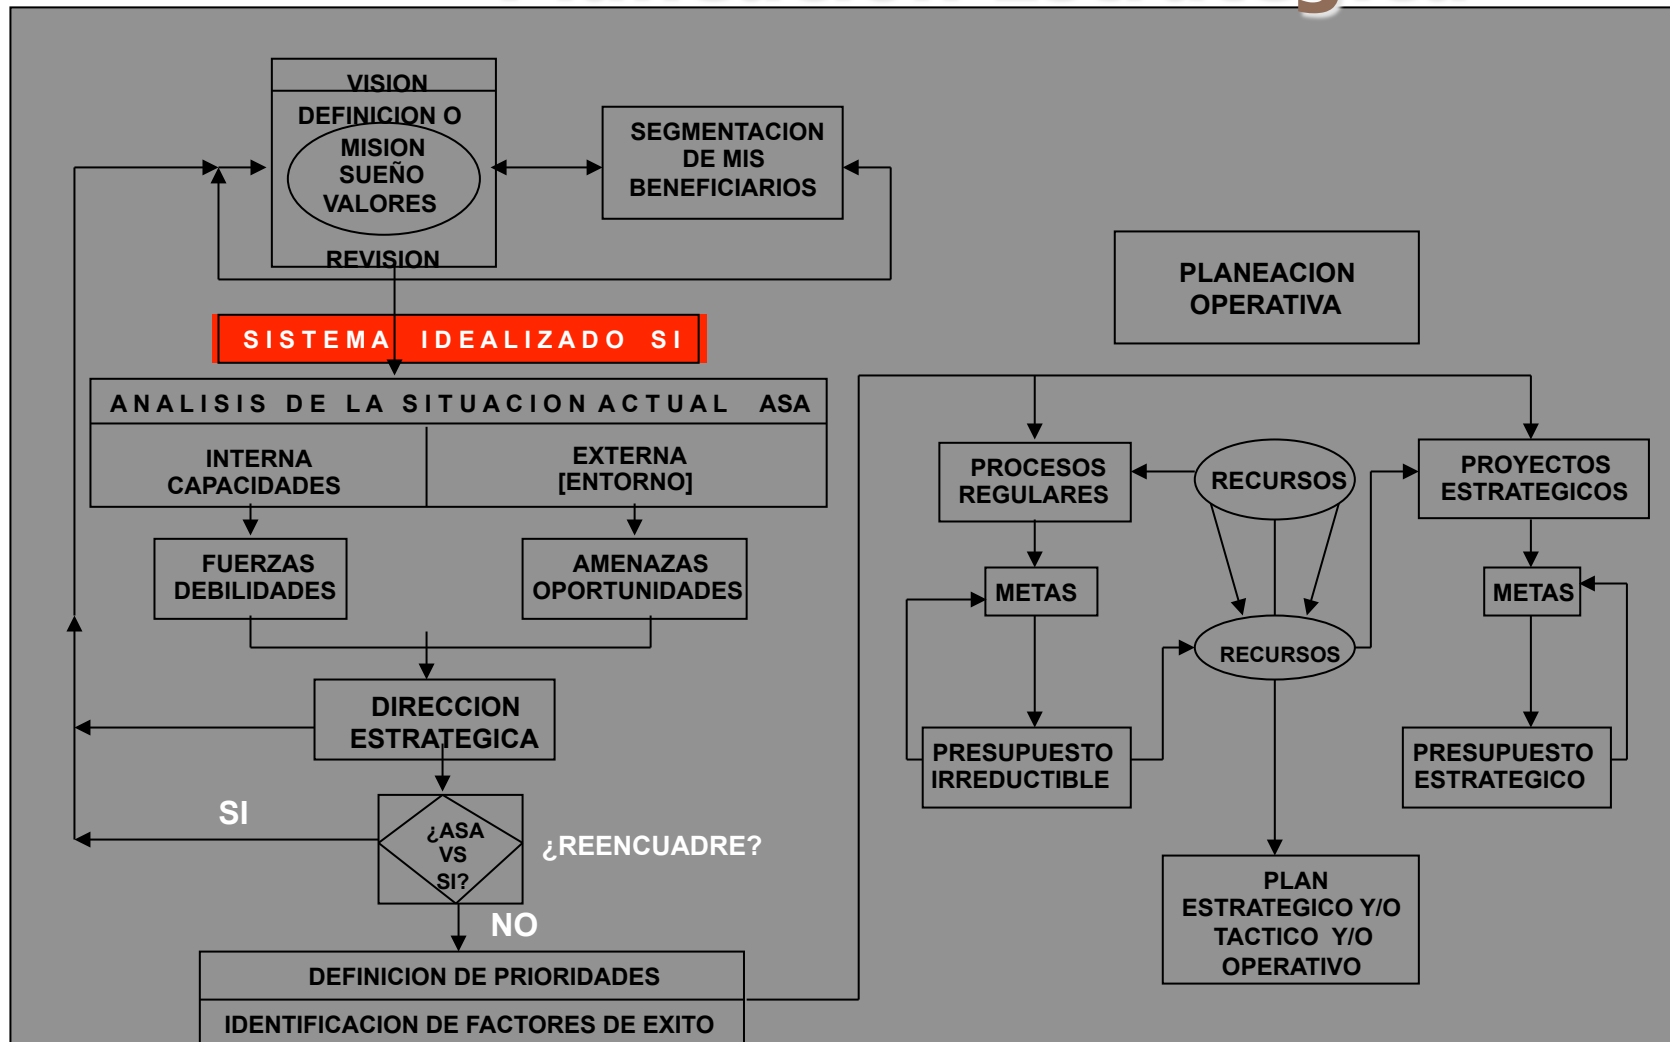 VISION
DEFINICION O
MISION
SUEÑO
VALORES
REVISION
SEGMENTACION
DE MIS
BENEFICIARIOS
SISTEMA IDEALIZADO SI
ANALISIS DE LA SITUACION ACTUAL ASA
INTERNA
CAPACIDADES
EXTERNA
[ENTORNO]
FUERZAS
DEBILIDADES
AMENAZAS
OPORTUNIDADES
DIRECCION
ESTRATEGICA
SI
¿ASA
VS
SI?
¿REENCUADRE?
NO
DEFINICION DE PRIORIDADES
IDENTIFICACION DE FACTORES DE EXITO
PLANEACION
OPERATIVA
PROCESOS
REGULARES
RECURSOS
PROYECTOS
ESTRATEGICOS
METAS
METAS
RECURSOS
PRESUPUESTO
IRREDUCTIBLE
PRESUPUESTO
ESTRATEGICO
PLAN
ESTRATEGICO Y/O
TACTICO Y/O
OPERATIVO